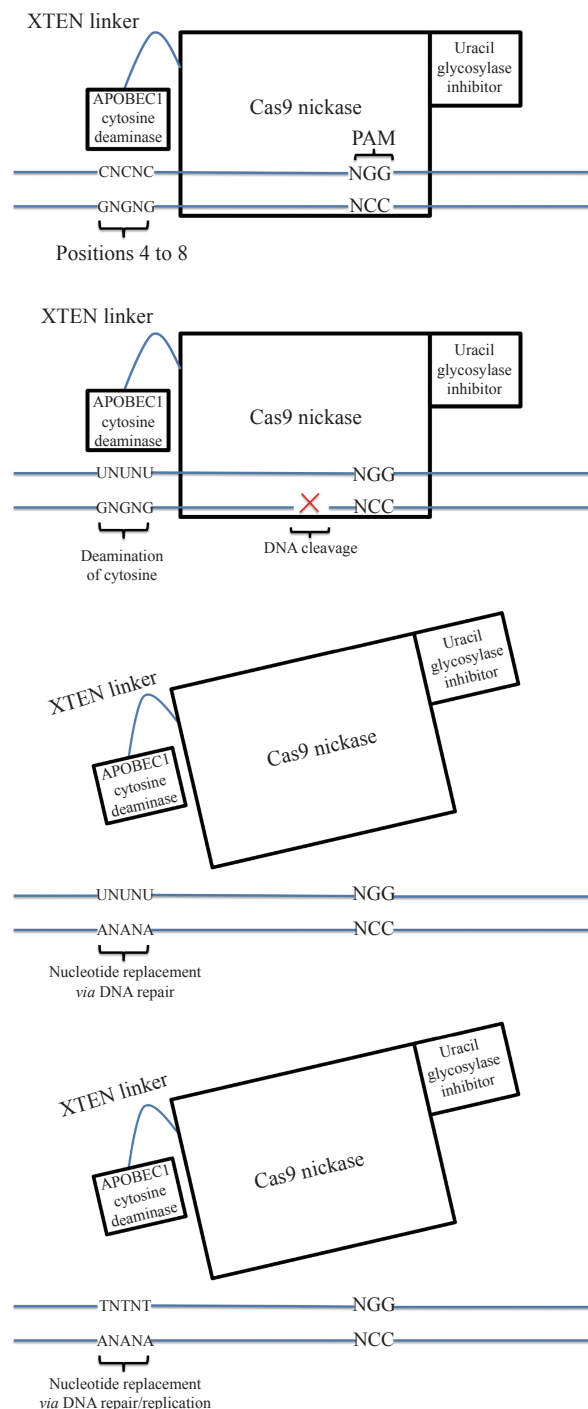 XTEN linker
Uracil
glycosylase
inhibitor
APOBEC1
cytosine
deaminase
Cas9 nickase
PAM
CNCNC
NGG
GNGNG
NCC
Positions 4 to 8
XTEN linker
Uracil
glycosylase
inhibitor
APOBEC1
cytosine
deaminase
Cas9 nickase
UNUNU
NGG
GNGNG
NCC
Deamination
of cytosine
DNA cleavage
Uracil
glycosylase
inhibitor
XTEN linker
APOBEC1
cytosine
deaminase
Cas9 nickase
UNUNU
NGG
ANANA
NCC
Nucleotide replacement
via DNA repair
Uracil
glycosylase
inhibitor
XTEN linker
APOBEC1
cytosine
deaminase
Cas9 nickase
TNTNT
NGG
ANANA
NCC
Nucleotide replacement
via DNA repair/replication